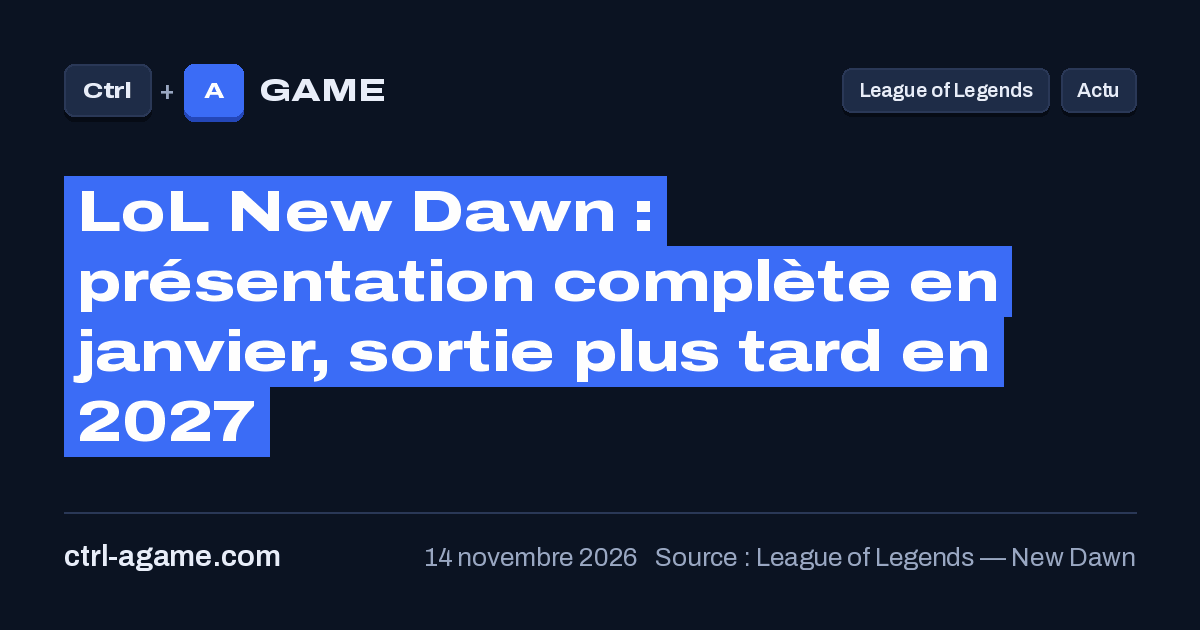 Ctrl + A GAME
League of Legends Actu
LoL New Dawn :
présentation complète en
janvier, sortie plus tard en
2027
ctrl-agame.com
14 novembre 2026 Source : League of Legends — New Dawn